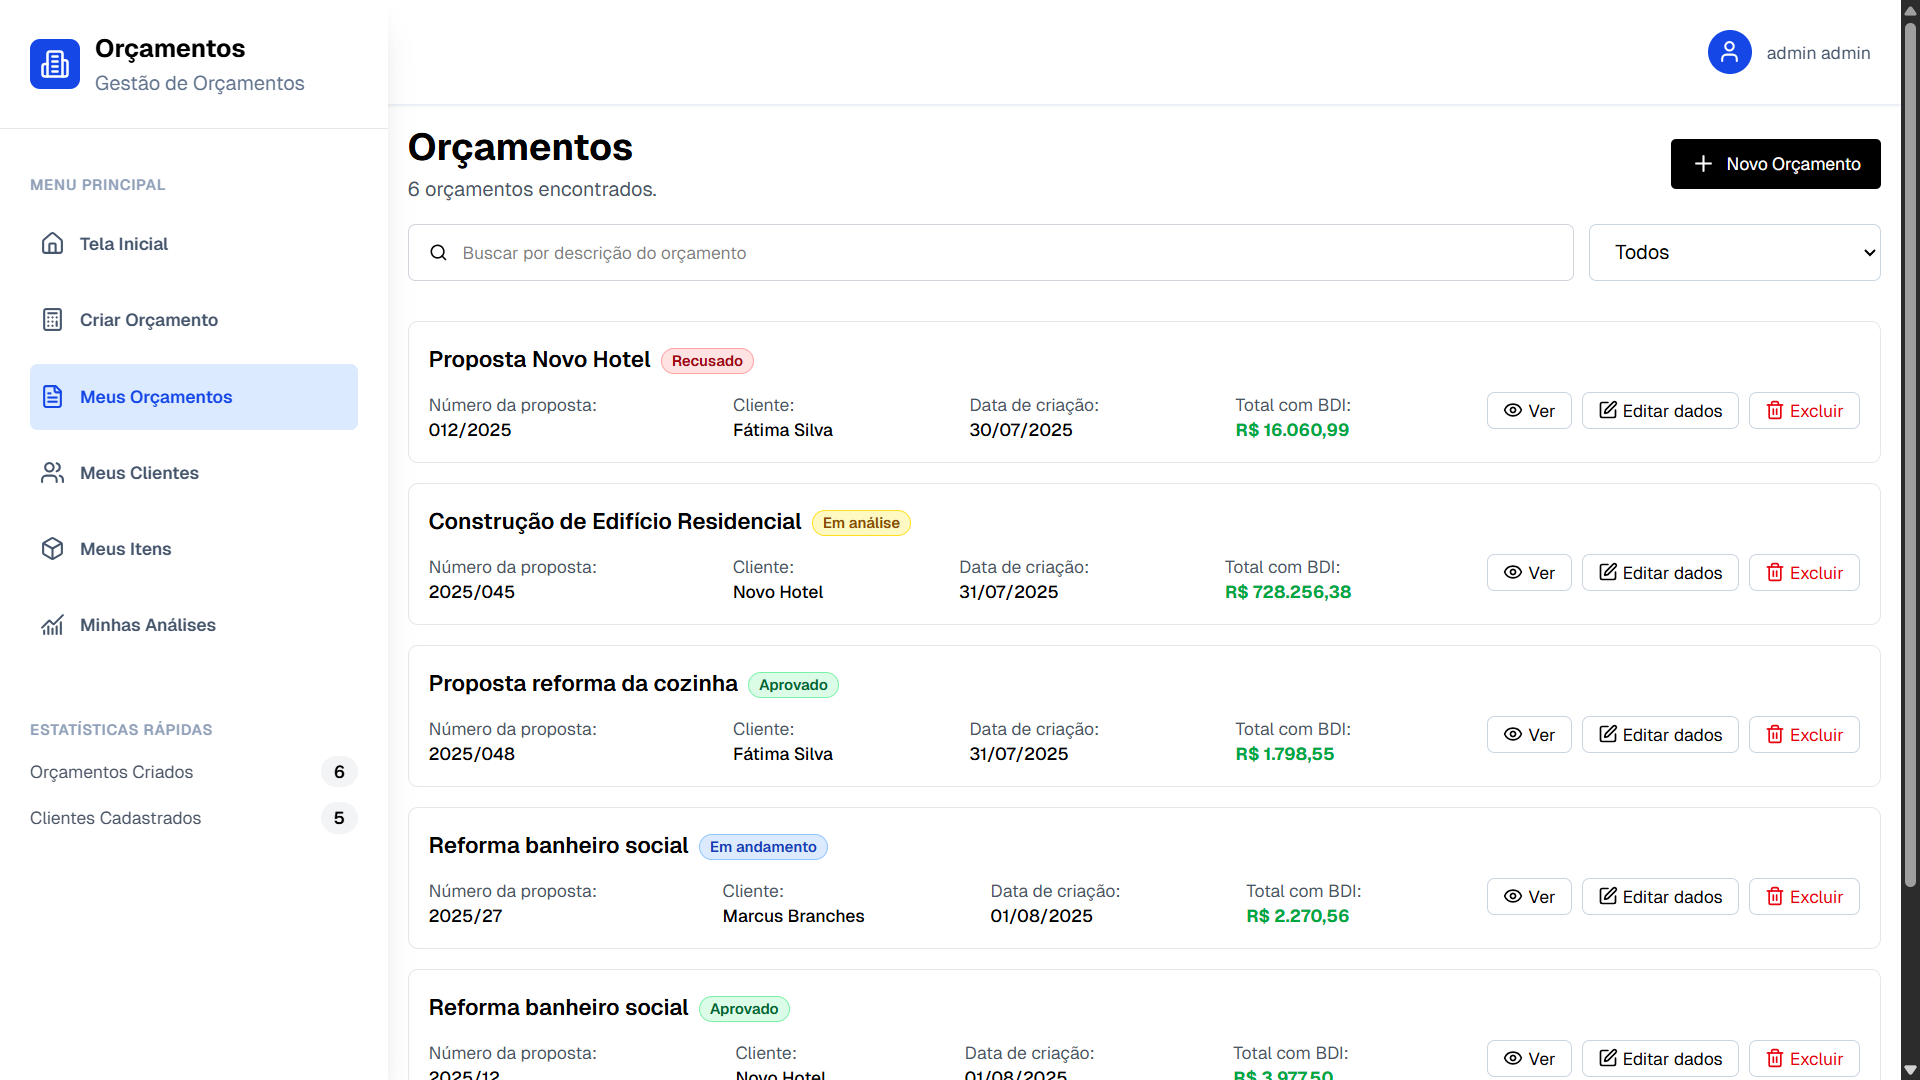 Orçamentos
Gestão de Orçamentos
admin admin
MENU PRINCIPAL
Tela Inicial
Criar Orçamento
Meus Orçamentos
Meus Clientes
Meus Itens
Minhas Análises
ESTATÍSTICAS RÁPIDAS
Orçamentos Criados 6
Clientes Cadastrados 5
Orçamentos
6 orçamentos encontrados.
Novo Orçamento
Buscar por descrição do orçamento
Todos
Proposta Novo Hotel Recusado
Número da proposta: Cliente: Data de criação: Total com BDI:
012/2025 Fátima Silva 30/07/2025 R$ 16.060,99
Ver Editar dados Excluir
Construção de Edifício Residencial Em análise
Número da proposta: Cliente: Data de criação: Total com BDI:
2025/045 Novo Hotel 31/07/2025 R$ 728.256,38
Ver Editar dados Excluir
Proposta reforma da cozinha Aprovado
Número da proposta: Cliente: Data de criação: Total com BDI:
2025/048 Fátima Silva 31/07/2025 R$ 1.798,55
Ver Editar dados Excluir
Reforma banheiro social Em andamento
Número da proposta: Cliente: Data de criação: Total com BDI:
2025/27 Marcus Branches 01/08/2025 R$ 2.270,56
Ver Editar dados Excluir
Reforma banheiro social Aprovado
Número da proposta: Cliente: Data de criação: Total com BDI:
2025/12 Novo Hotel 01/08/2025 R$ 3.977,50
Ver Editar dados Excluir